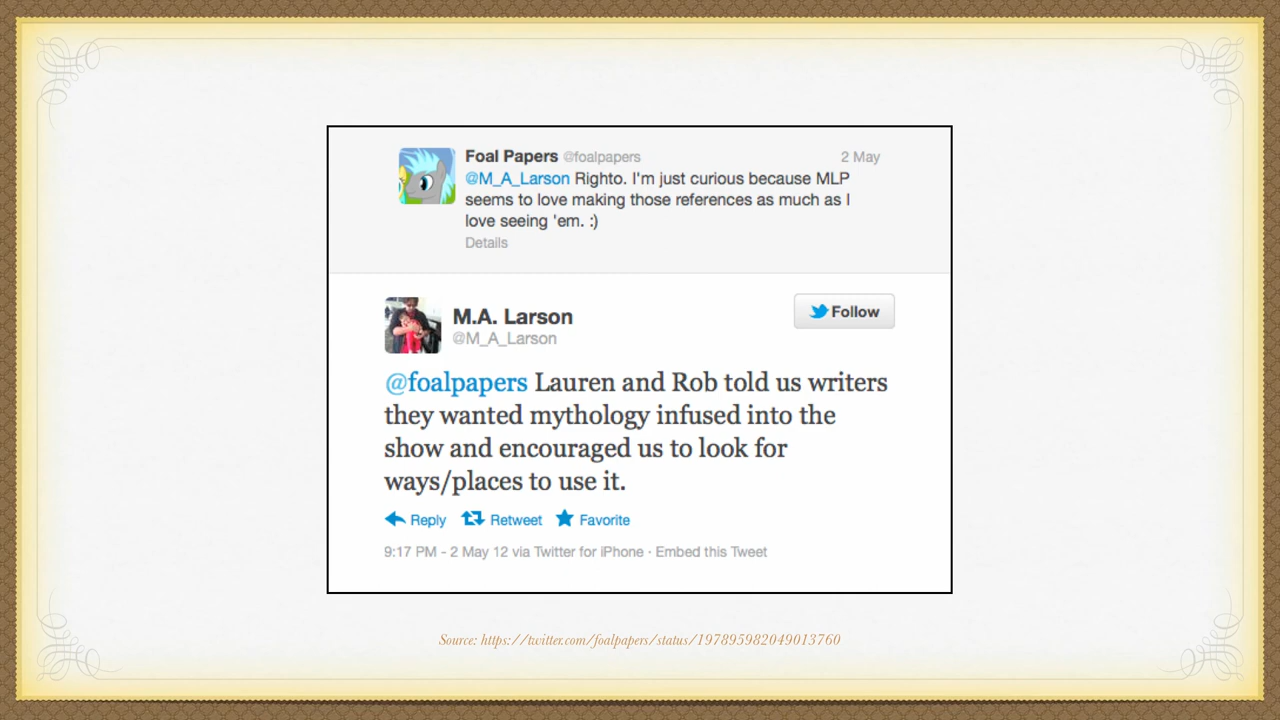 Foal Papers @foalpapers 2 May
@M_A_Larson Righto. I'm just curious because MLP
seems to love making those references as much as I
love seeing 'em. :)
Details
M.A. Larson
@M_A_Larson
Follow
@foalpapers Lauren and Rob told us writers
they wanted mythology infused into the
show and encouraged us to look for
ways/places to use it.
Reply Retweet Favorite
9:17 PM - 2 May 12 via Twitter for iPhone · Embed this Tweet
Source: https://twitter.com/foalpapers/status/197895982049013760